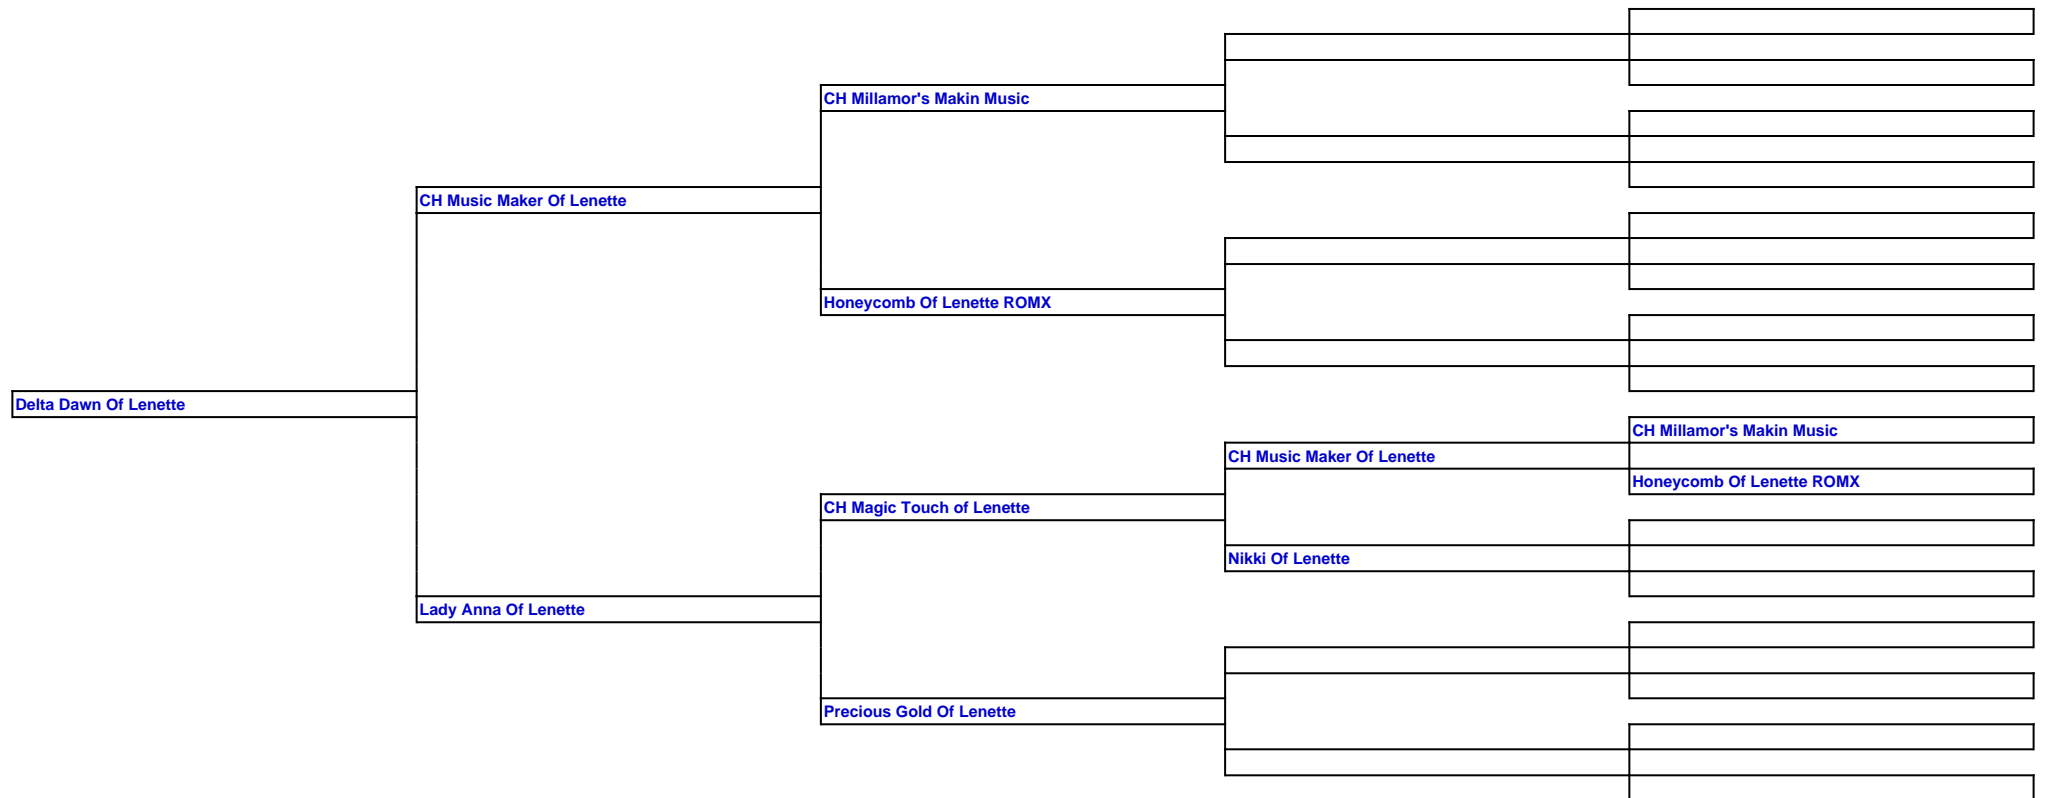 CH Millamor's Makin Music
CH Music Maker Of Lenette
Honeycomb Of Lenette ROMX
Delta Dawn Of Lenette
CH Millamor's Makin Music
CH Music Maker Of Lenette
Honeycomb Of Lenette ROMX
CH Magic Touch of Lenette
Nikki Of Lenette
Lady Anna Of Lenette
Precious Gold Of Lenette